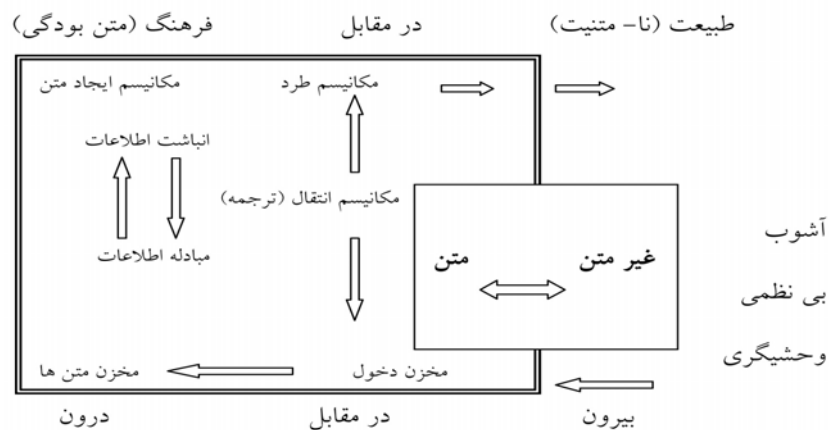 طبیعت (نا- متنیت) در مقابل فرهنگ (متن بودگی)
مکانیسم طرد مکانیسم ایجاد متن
انباشت اطلاعات
مکانیسم انتقال (ترجمه)
آشوب
غیر متن متن مبادله اطلاعات
بی نظمی
وحشیگری
مخزن دخول مخزن متن ها
بیرون در مقابل درون